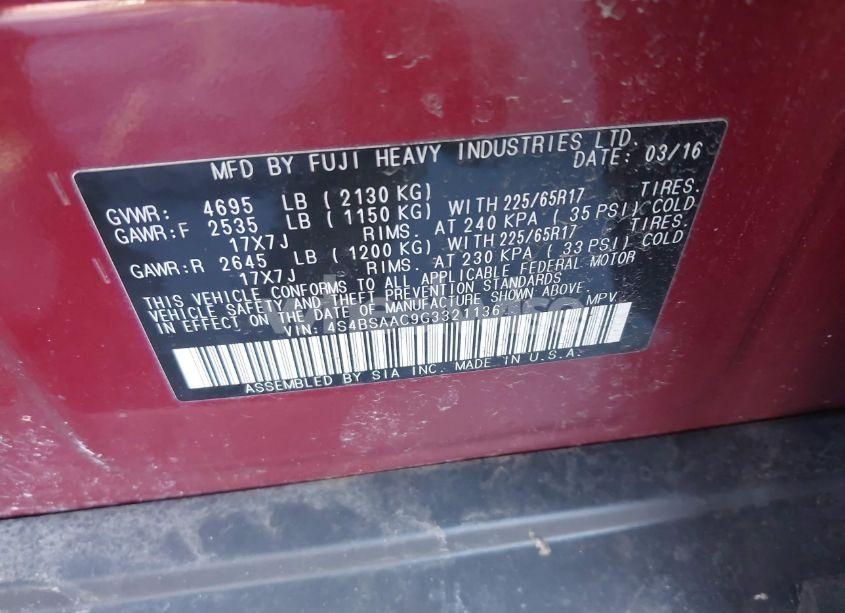 MFD BY FUJI HEAVY INDUSTRIES LTD.
DATE: 03/16
GVWR: 4695 LB ( 2130 KG)
GAWR:F 2535 LB ( 1150 KG) WITH 225/65R17 TIRES.
17X7J RIMS. AT 240 KPA ( 35 PSI) COLD
GAWR:R 2645 LB ( 1200 KG) WITH 225/65R17 TIRES.
17X7J RIMS. AT 230 KPA ( 33 PSI) COLD
THIS VEHICLE CONFORMS TO ALL APPLICABLE FEDERAL MOTOR
VEHICLE SAFETY AND THEFT PREVENTION STANDARDS
IN EFFECT ON THE DATE OF MANUFACTURE SHOWN ABOVE.
VIN: 4S4BSAAC9G3321136 MPV
ASSEMBLED BY SIA INC. MADE IN U.S.A.